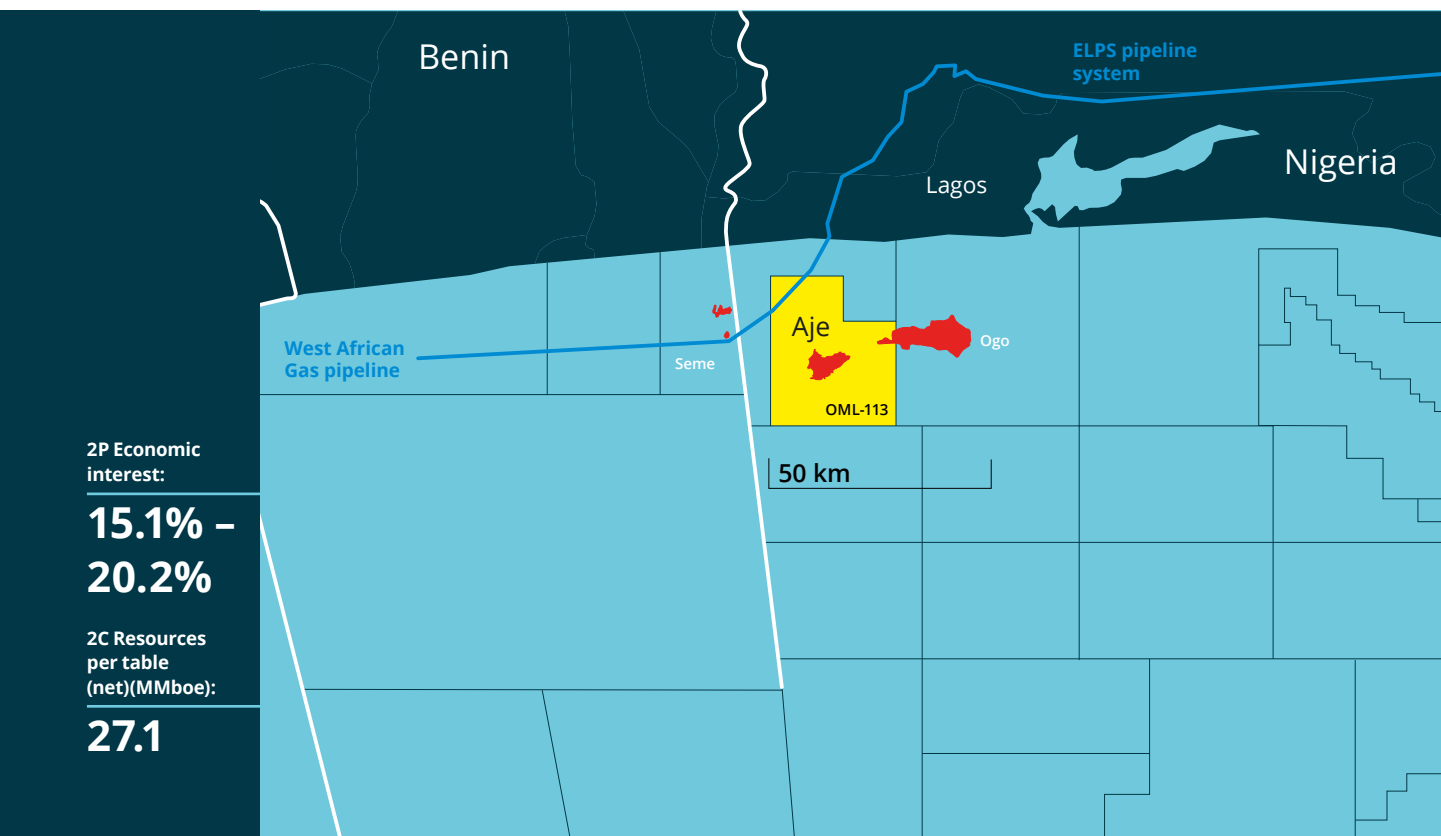 Benin
ELPS pipeline
system
Nigeria
Lagos
Aje
Ogo
West African
Gas pipeline
Seme
OML-113
50 km
2P Economic
interest:
15.1% –
20.2%
2C Resources
per table
(net)(MMboe):
27.1